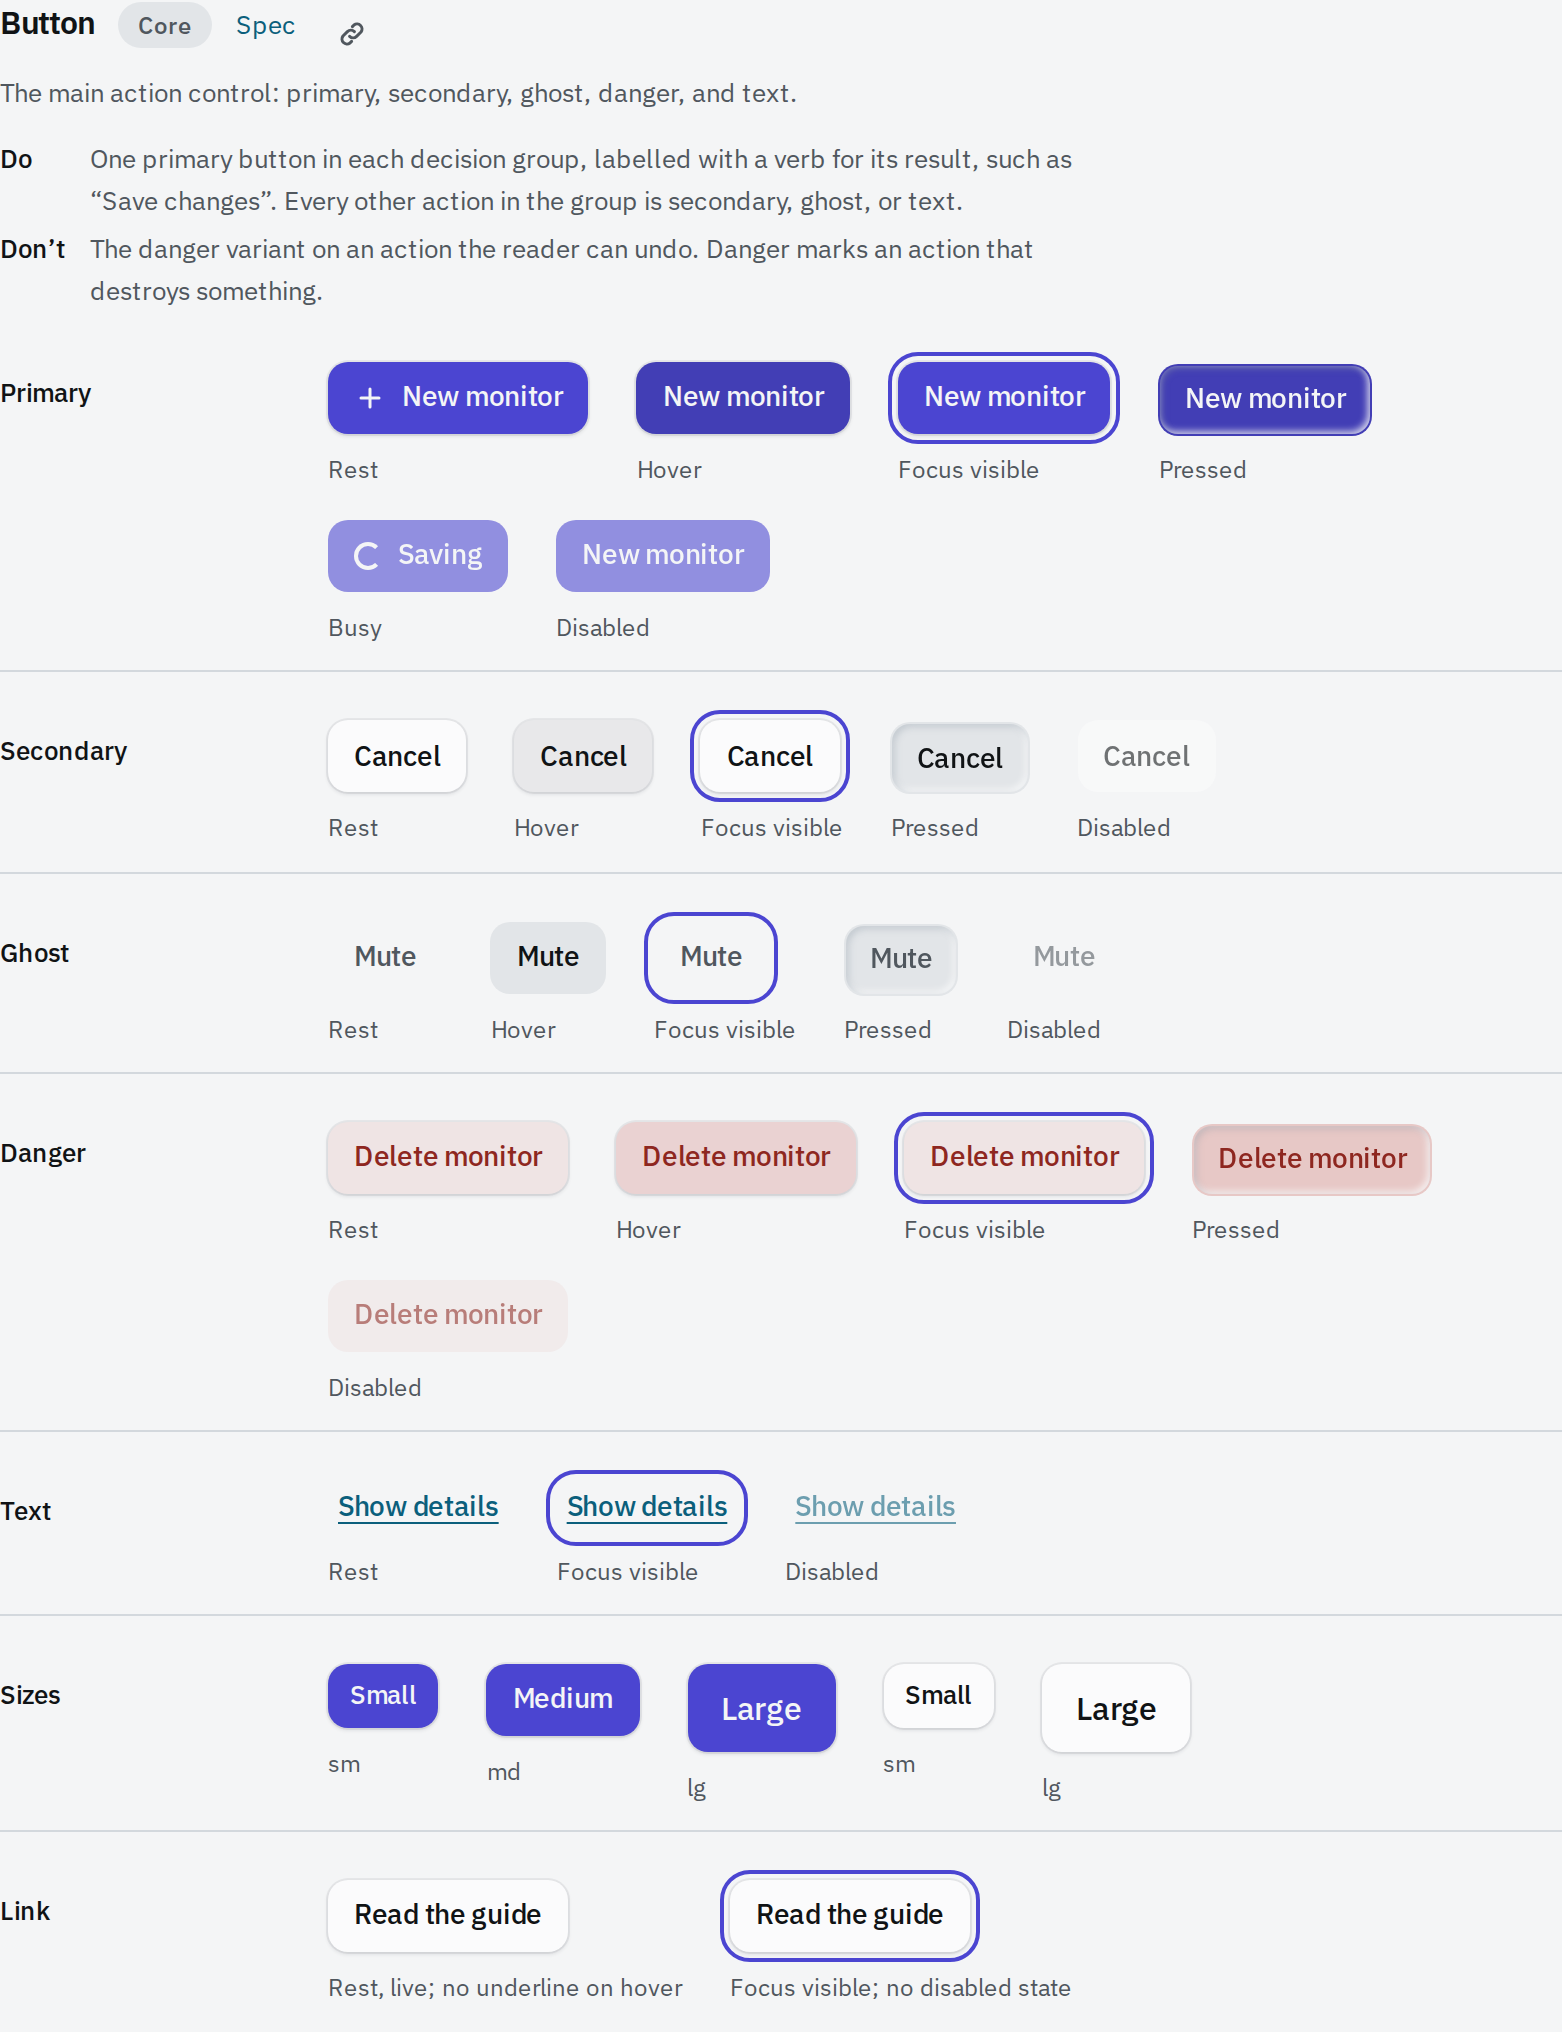 Button Core Spec
The main action control: primary, secondary, ghost, danger, and text.
Do One primary button in each decision group, labelled with a verb for its result, such as
“Save changes”. Every other action in the group is secondary, ghost, or text.
Don’t The danger variant on an action the reader can undo. Danger marks an action that
destroys something.
Primary New monitor New monitor New monitor New monitor
Rest Hover Focus visible Pressed
Saving New monitor
Busy Disabled
Secondary Cancel Cancel Cancel Cancel Cancel
Rest Hover Focus visible Pressed Disabled
Ghost Mute Mute Mute Mute Mute
Rest Hover Focus visible Pressed Disabled
Danger Delete monitor Delete monitor Delete monitor Delete monitor
Rest Hover Focus visible Pressed
Delete monitor
Disabled
Text Show details Show details Show details
Rest Focus visible Disabled
Sizes Small Medium Large Small Large
sm md lg sm lg
Link Read the guide Read the guide
Rest, live; no underline on hover Focus visible; no disabled state